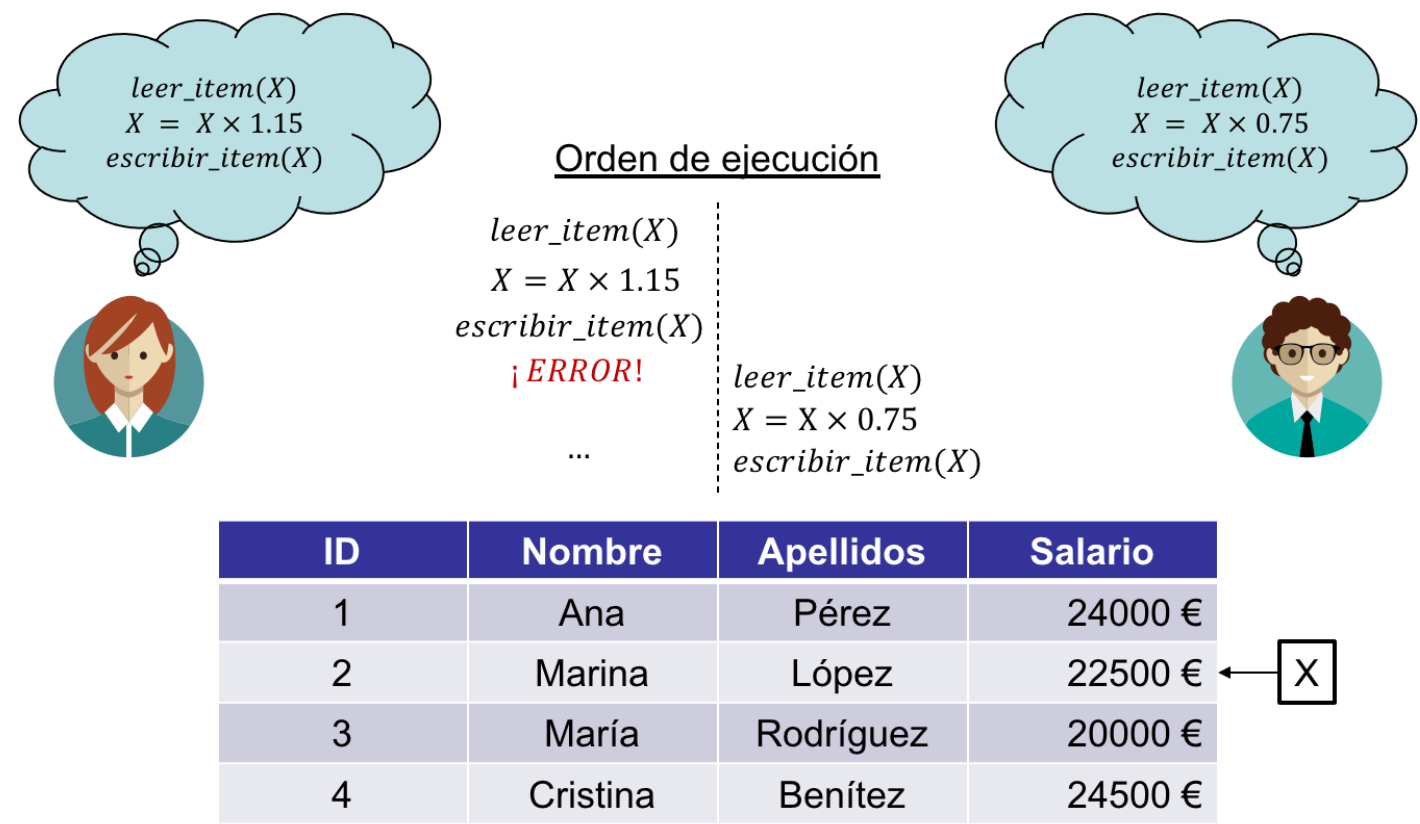 leer_item(X)
X = X × 1.15
escribir_item(X)
leer_item(X)
X = X × 0.75
escribir_item(X)
Orden de ejecución
leer_item(X)
X = X × 1.15
escribir_item(X)
¡ERROR!
...
leer_item(X)
X = X × 0.75
escribir_item(X)
ID Nombre Apellidos Salario
1 Ana Pérez 24000 €
2 Marina López 22500 €
X
3 María Rodríguez 20000 €
4 Cristina Benítez 24500 €